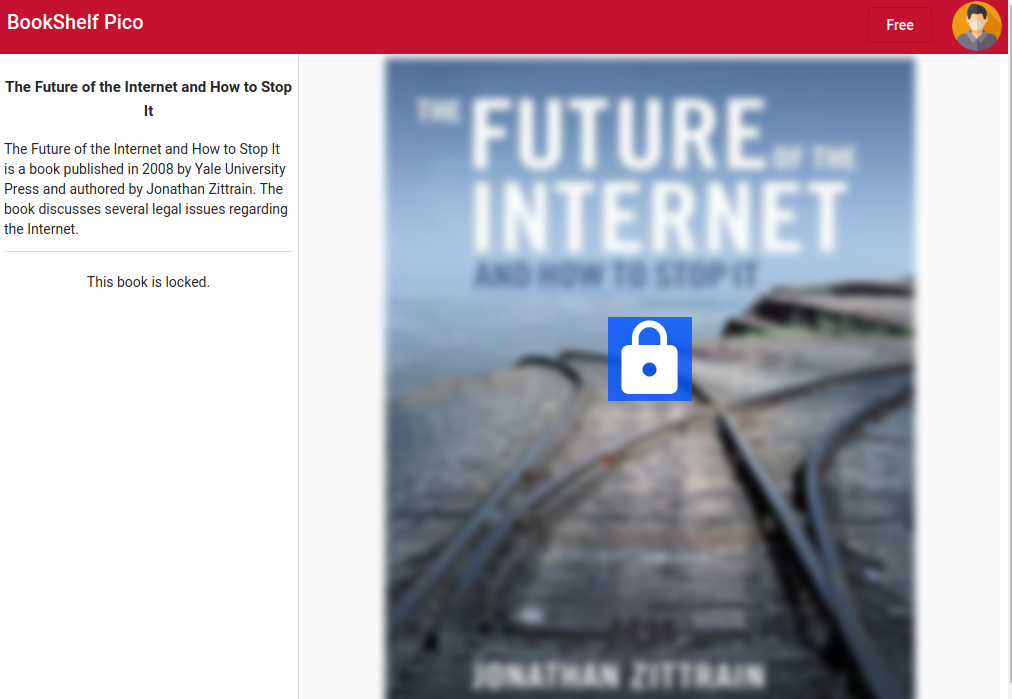 BookShelf Pico
Free
The Future of the Internet and How to Stop
It
The Future of the Internet and How to Stop It
is a book published in 2008 by Yale University
Press and authored by Jonathan Zittrain. The
book discusses several legal issues regarding
the Internet.
This book is locked.
THE FUTURE OF THE
INTERNET
AND HOW TO STOP IT
JONATHAN ZITTRAIN